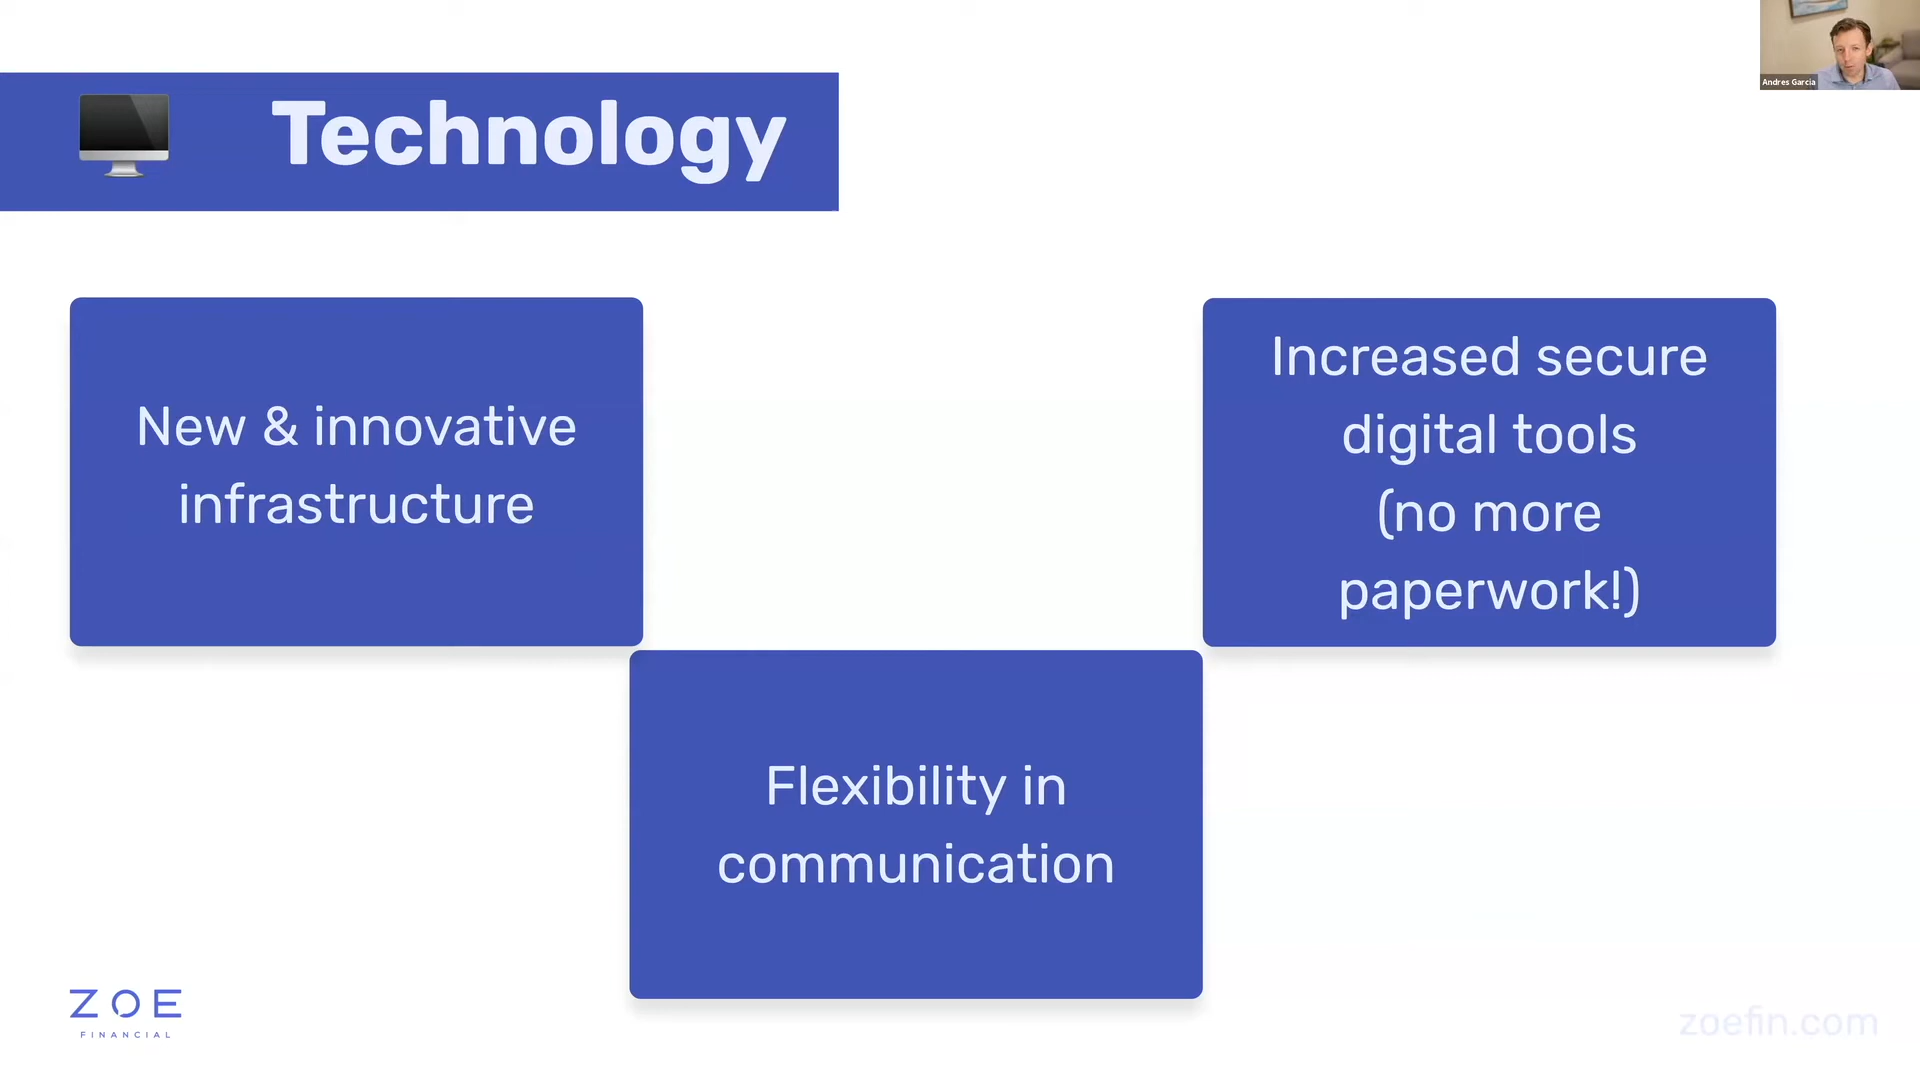 Andres Garcia
Technology
New & innovative
infrastructure
Increased secure
digital tools
(no more
paperwork!)
Flexibility in
communication
ZOE
FINANCIAL
zoefin.com